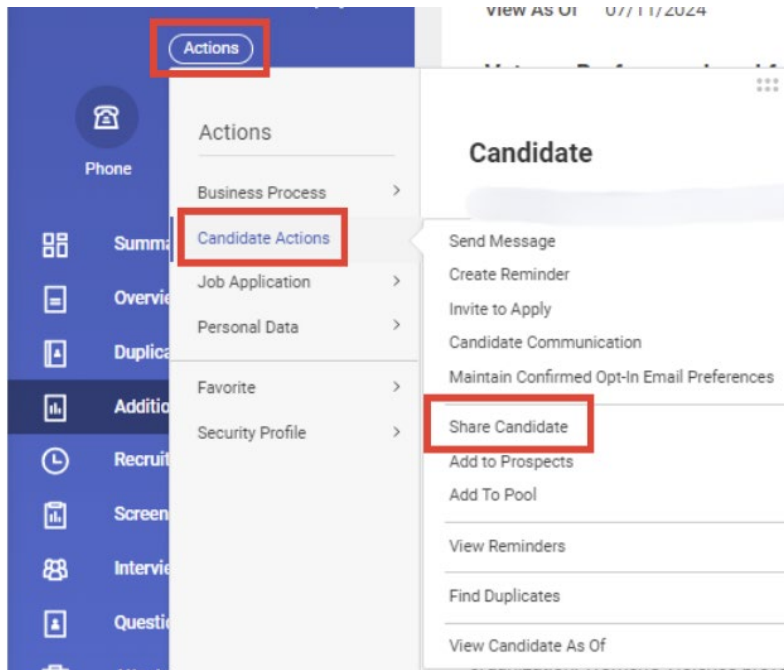 View As Of 07/11/2024
Actions
Phone
Actions
Business Process
Candidate Actions
Job Application
Personal Data
Favorite
Security Profile
Candidate
Send Message
Create Reminder
Invite to Apply
Candidate Communication
Maintain Confirmed Opt-In Email Preferences
Share Candidate
Add to Prospects
Add To Pool
View Reminders
Find Duplicates
View Candidate As Of
Summa
Overvie
Duplica
Additio
Recruit
Screen
Intervie
Questio